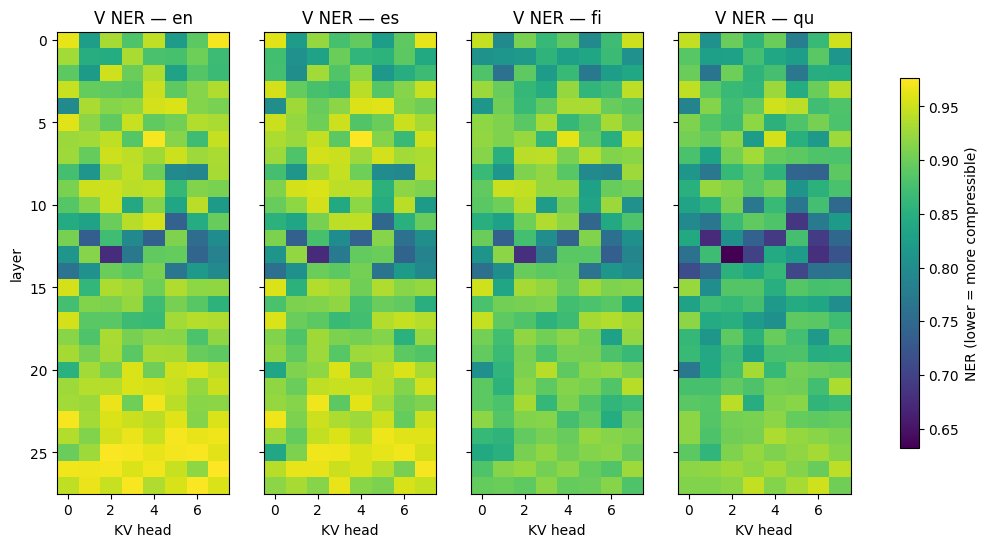 V NER — en
V NER — es
V NER — fi
V NER — qu
0
5
10
15
20
25
layer
0 2 4 6
0 2 4 6
0 2 4 6
0 2 4 6
KV head
KV head
KV head
KV head
0.95
0.90
0.85
0.80
0.75
0.70
0.65
NER (lower = more compressible)